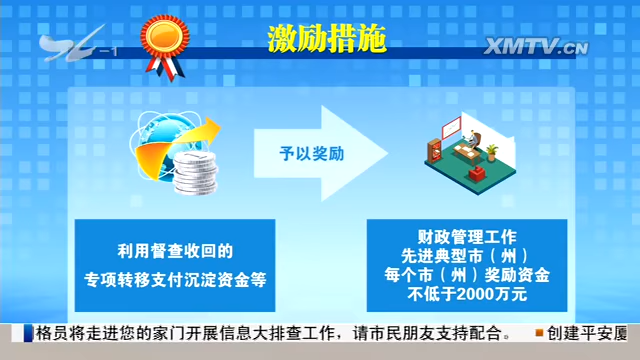 激励措施
XMTV.CN
-1
予以奖励
利用督查收回的
专项转移支付沉淀资金等
财政管理工作
先进典型市（州）
每个市（州）奖励资金
不低于2000万元
格员将走进您的家门开展信息大排查工作，请市民朋友支持配合。 ■创建平安厦